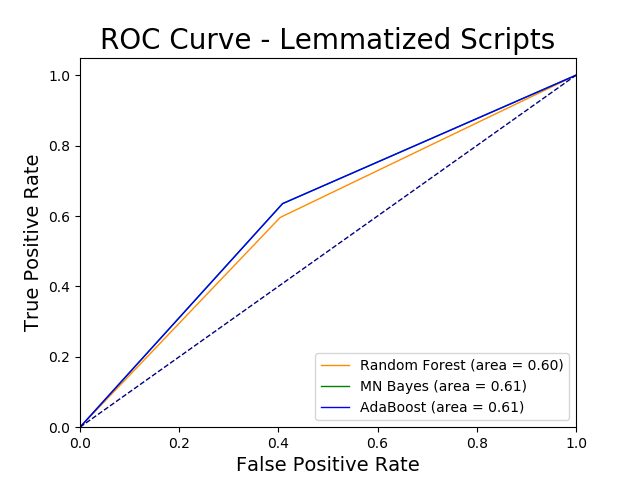 ROC Curve - Lemmatized Scripts
True Positive Rate
1.0
0.8
0.6
0.4
0.2
0.0
Random Forest (area = 0.60)
MN Bayes (area = 0.61)
AdaBoost (area = 0.61)
0.0 0.2 0.4 0.6 0.8 1.0
False Positive Rate